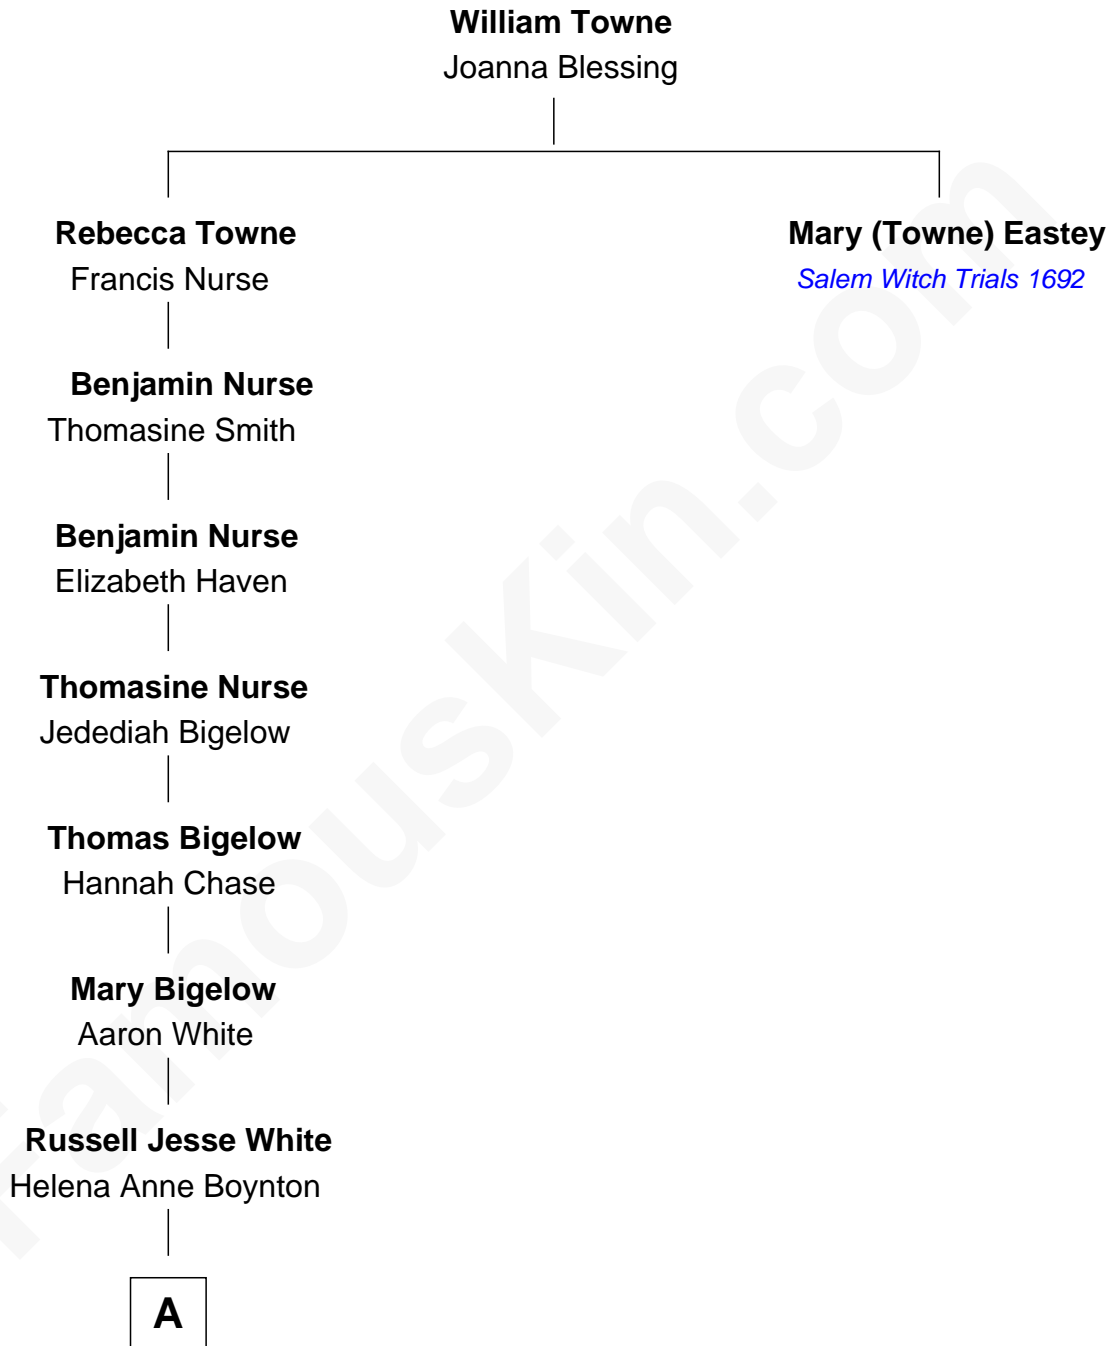 William Towne
Joanna Blessing
Rebecca Towne
Francis Nurse
Mary (Towne) Eastey
Salem Witch Trials 1692
Benjamin Nurse
Thomasine Smith
Benjamin Nurse
Elizabeth Haven
Thomasine Nurse
Jedediah Bigelow
Thomas Bigelow
Hannah Chase
Mary Bigelow
Aaron White
Russell Jesse White
Helena Anne Boynton
A
FamousKin.com